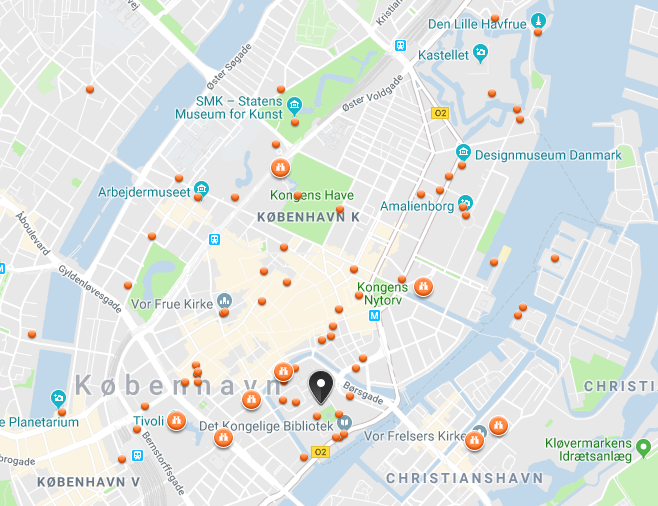 Kristian
Den Lille Havfrue
Øster Søgade
Kastellet
SMK – Statens
Museum for Kunst
Øster Voldgade
O2
Designmuseum Danmark
Arbejdermuseet
Kongens Have
Amalienborg
KØBENHAVN K
Åboulevard
M
Gyldenløvesgade
Vor Frue Kirke
Kongens
Nytorv
M
København
CHRISTI
Børsgade
e Planetarium
Tivoli
Det Kongelige Bibliotek
Vor Frelsers Kirke
Kløvermarkens
Idrætsanlæg
O2
brogade
Bernstorffsgade
KØBENHAVN V
CHRISTIANSHAVN